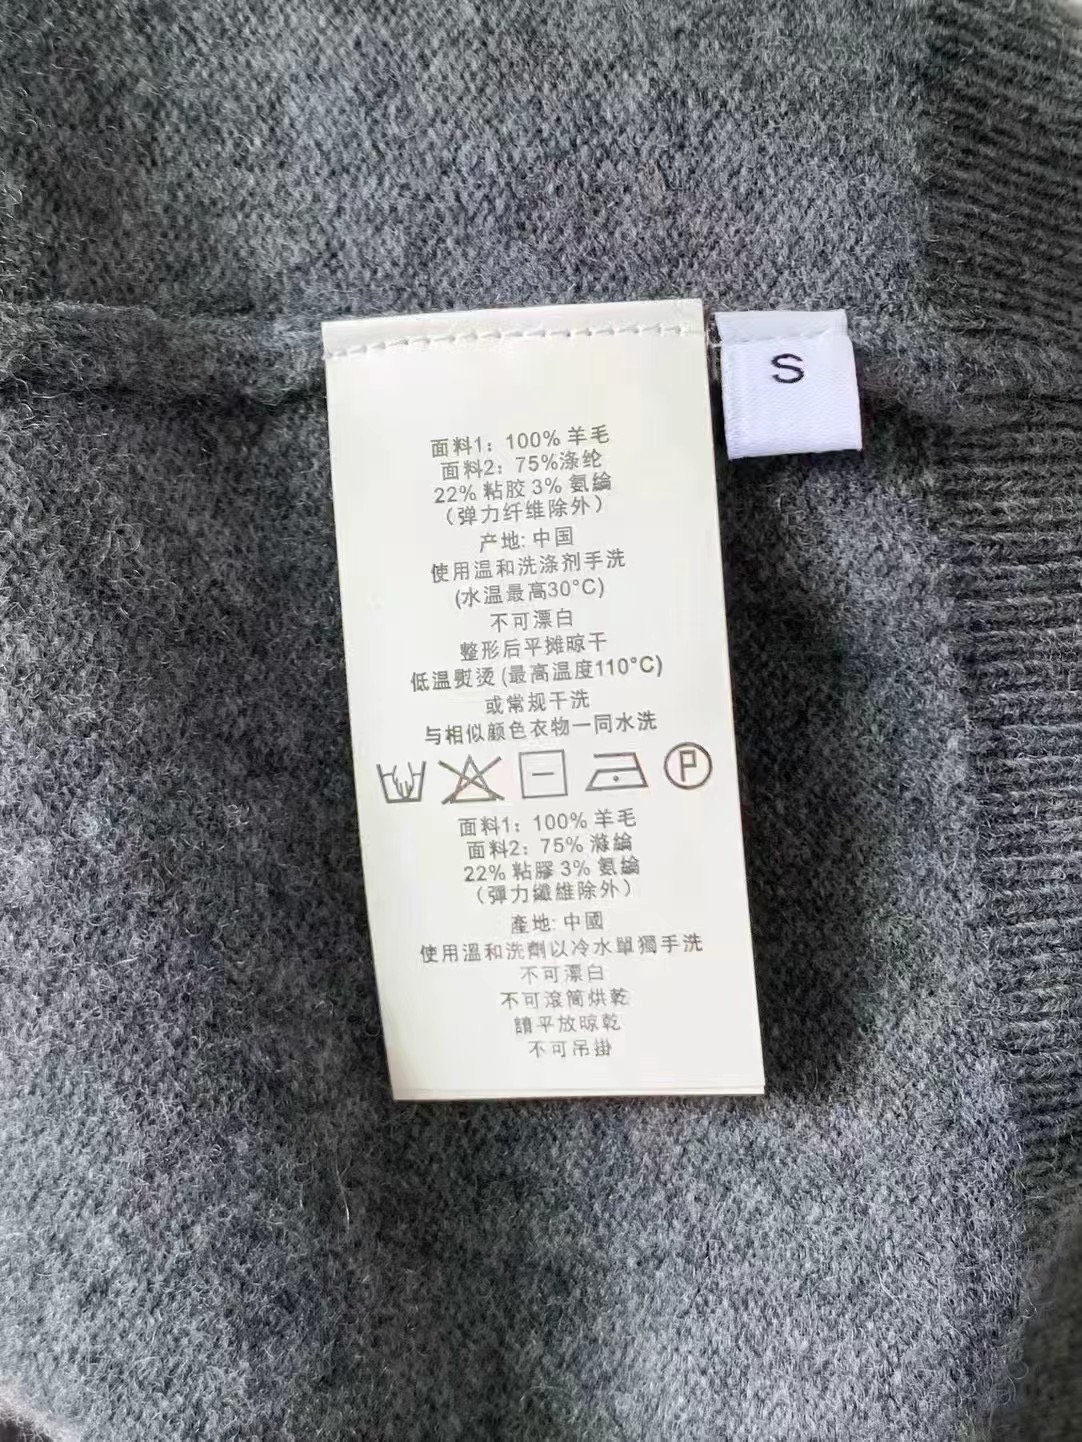 S
面料1：100% 羊毛
面料2：75%涤纶
22% 粘胶 3% 氨綸
（弹力纤维除外）
产地: 中国
使用温和洗涤剂手洗
(水温最高30°C)
不可漂白
整形后平摊晾干
低温熨烫 (最高温度110°C)
或常规干洗
与相似颜色衣物一同水洗
P
面料1：100% 羊毛
面料2：75% 滌綸
22% 粘膠 3% 氨綸
（彈力纖維除外）
產地: 中國
使用溫和洗劑以冷水單獨手洗
不可漂白
不可滾筒烘乾
請平放晾乾
不可吊掛